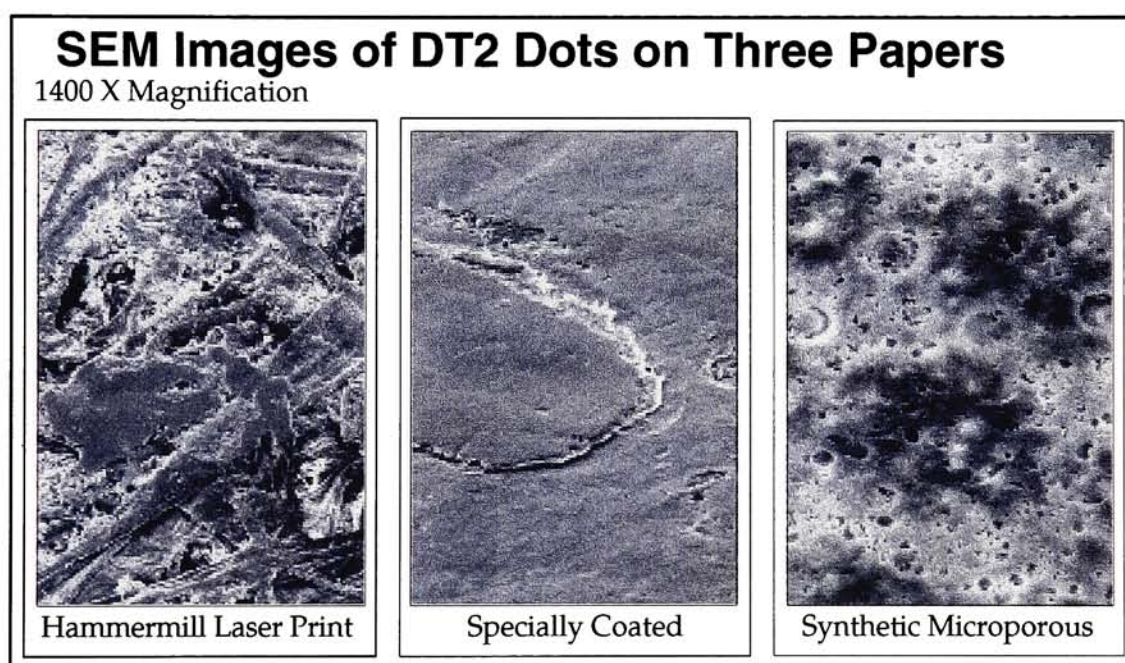 SEM Images of DT2 Dots on Three Papers
1400 X Magnification
Hammermill Laser Print
Specially Coated
Synthetic Microporous